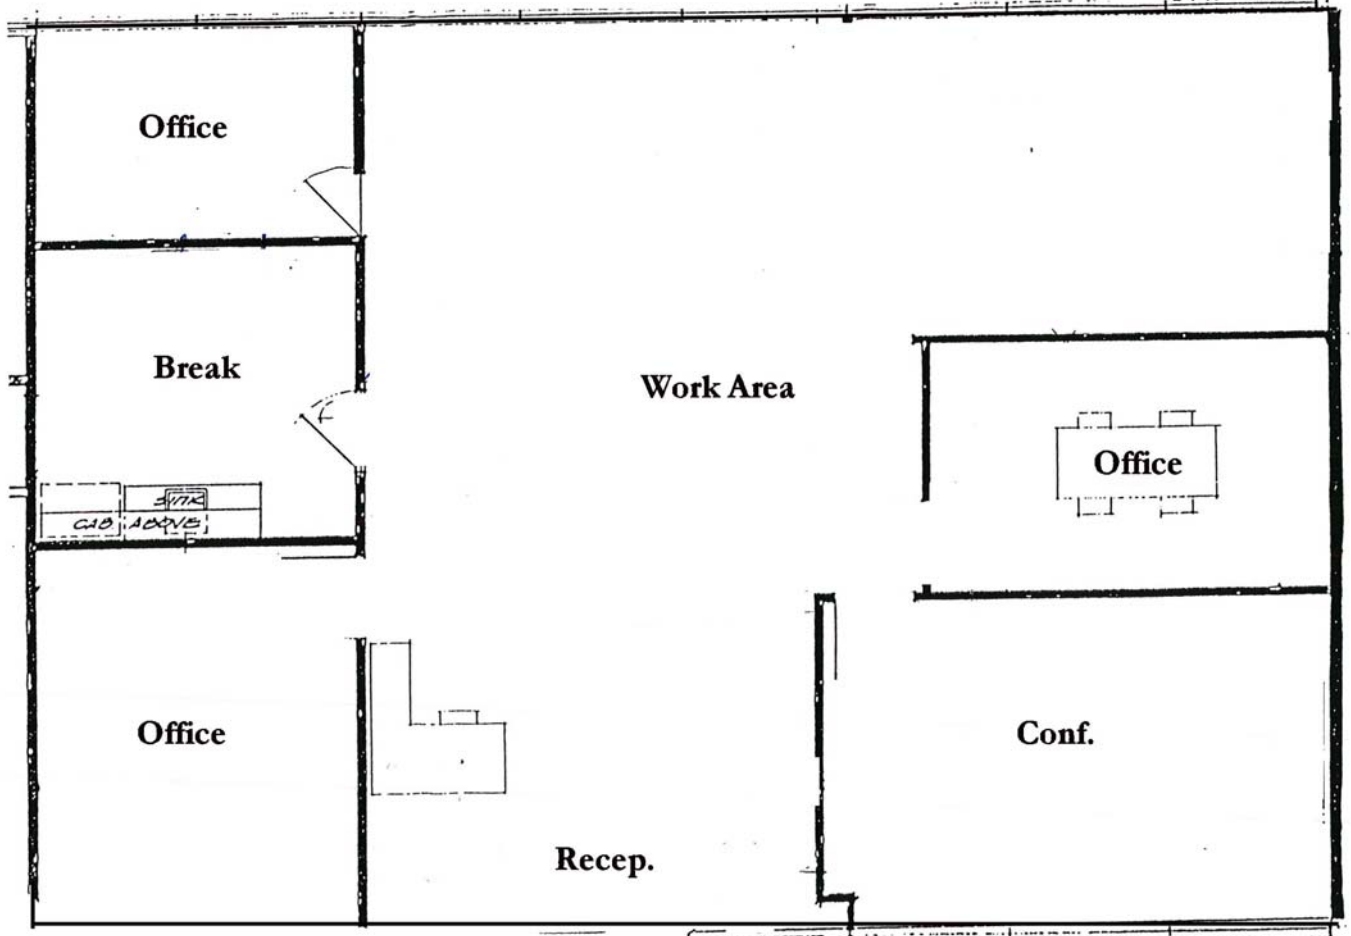 Office
Break
Work Area
Office
SINK
CAB ABOVE
Office
Conf.
Recep.